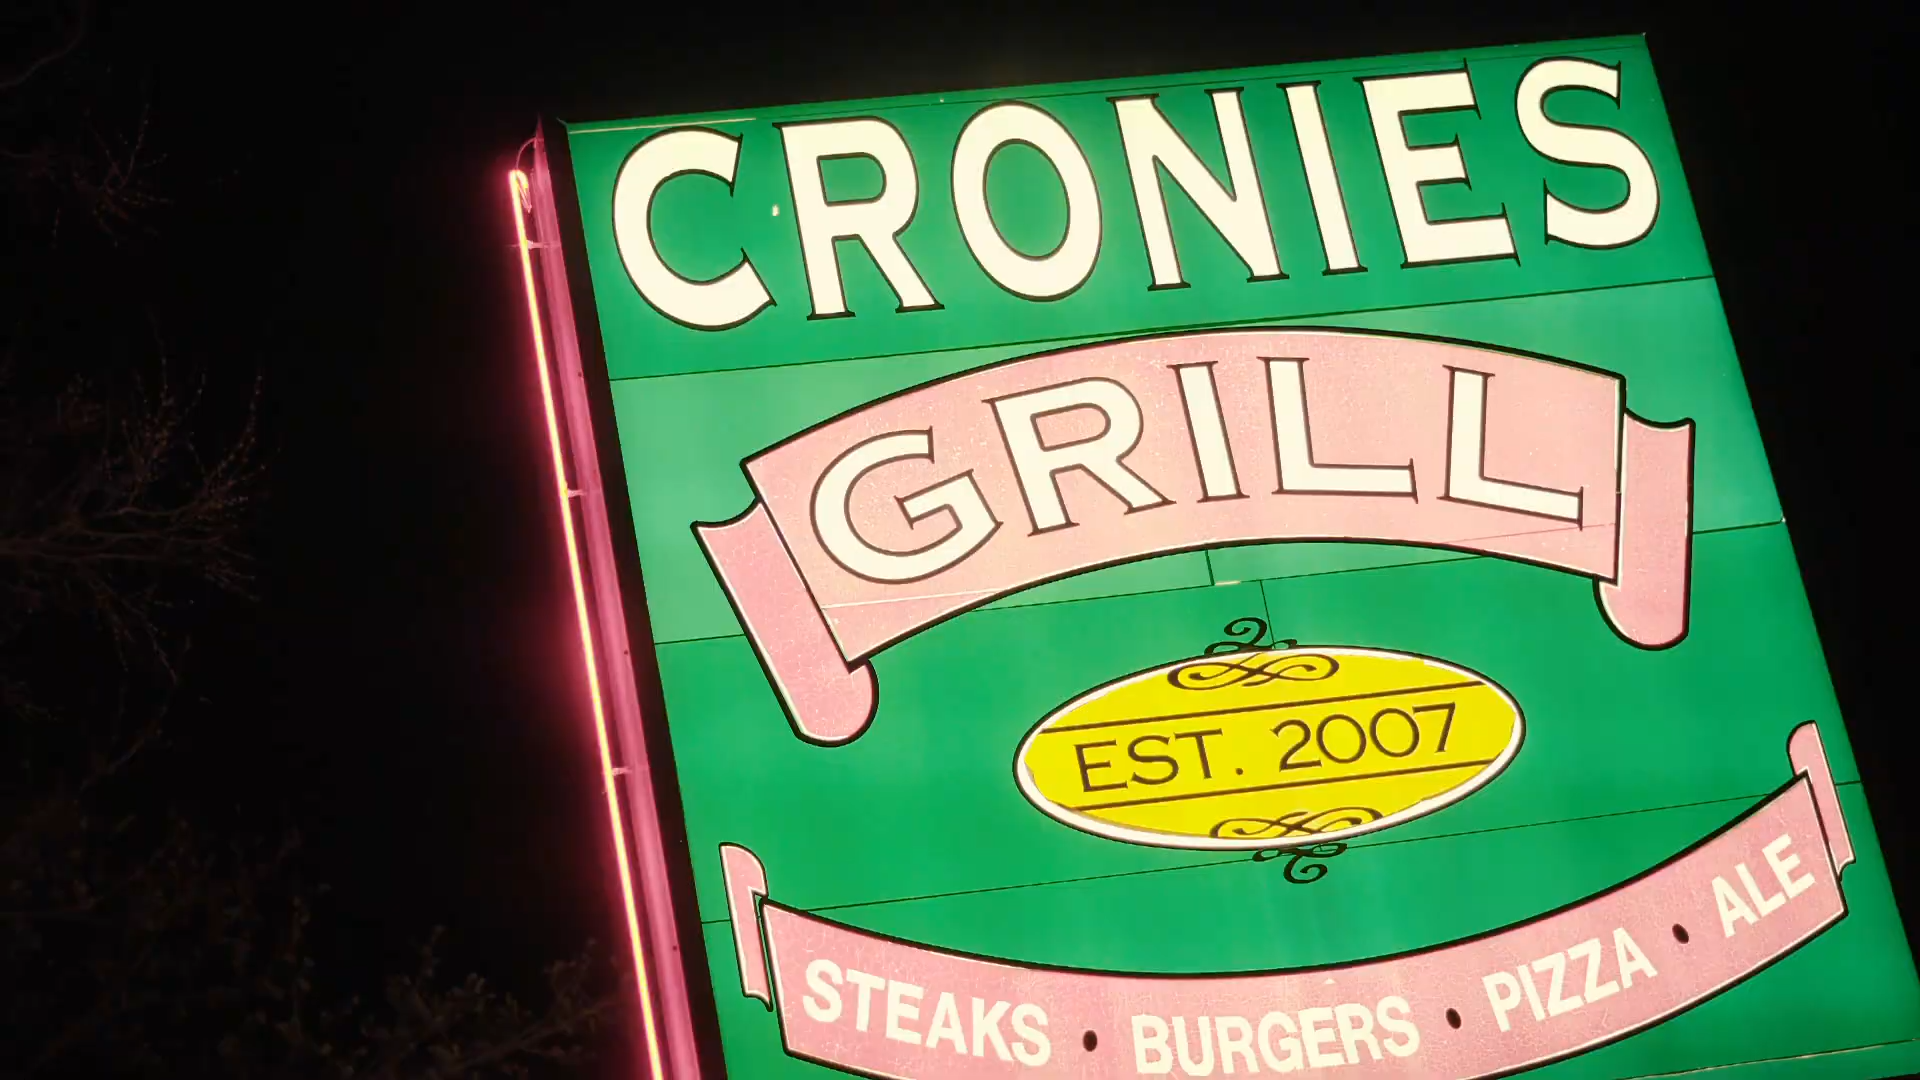 CRONIES
GRILL
EST. 2007
STEAKS • BURGERS • PIZZA • ALE